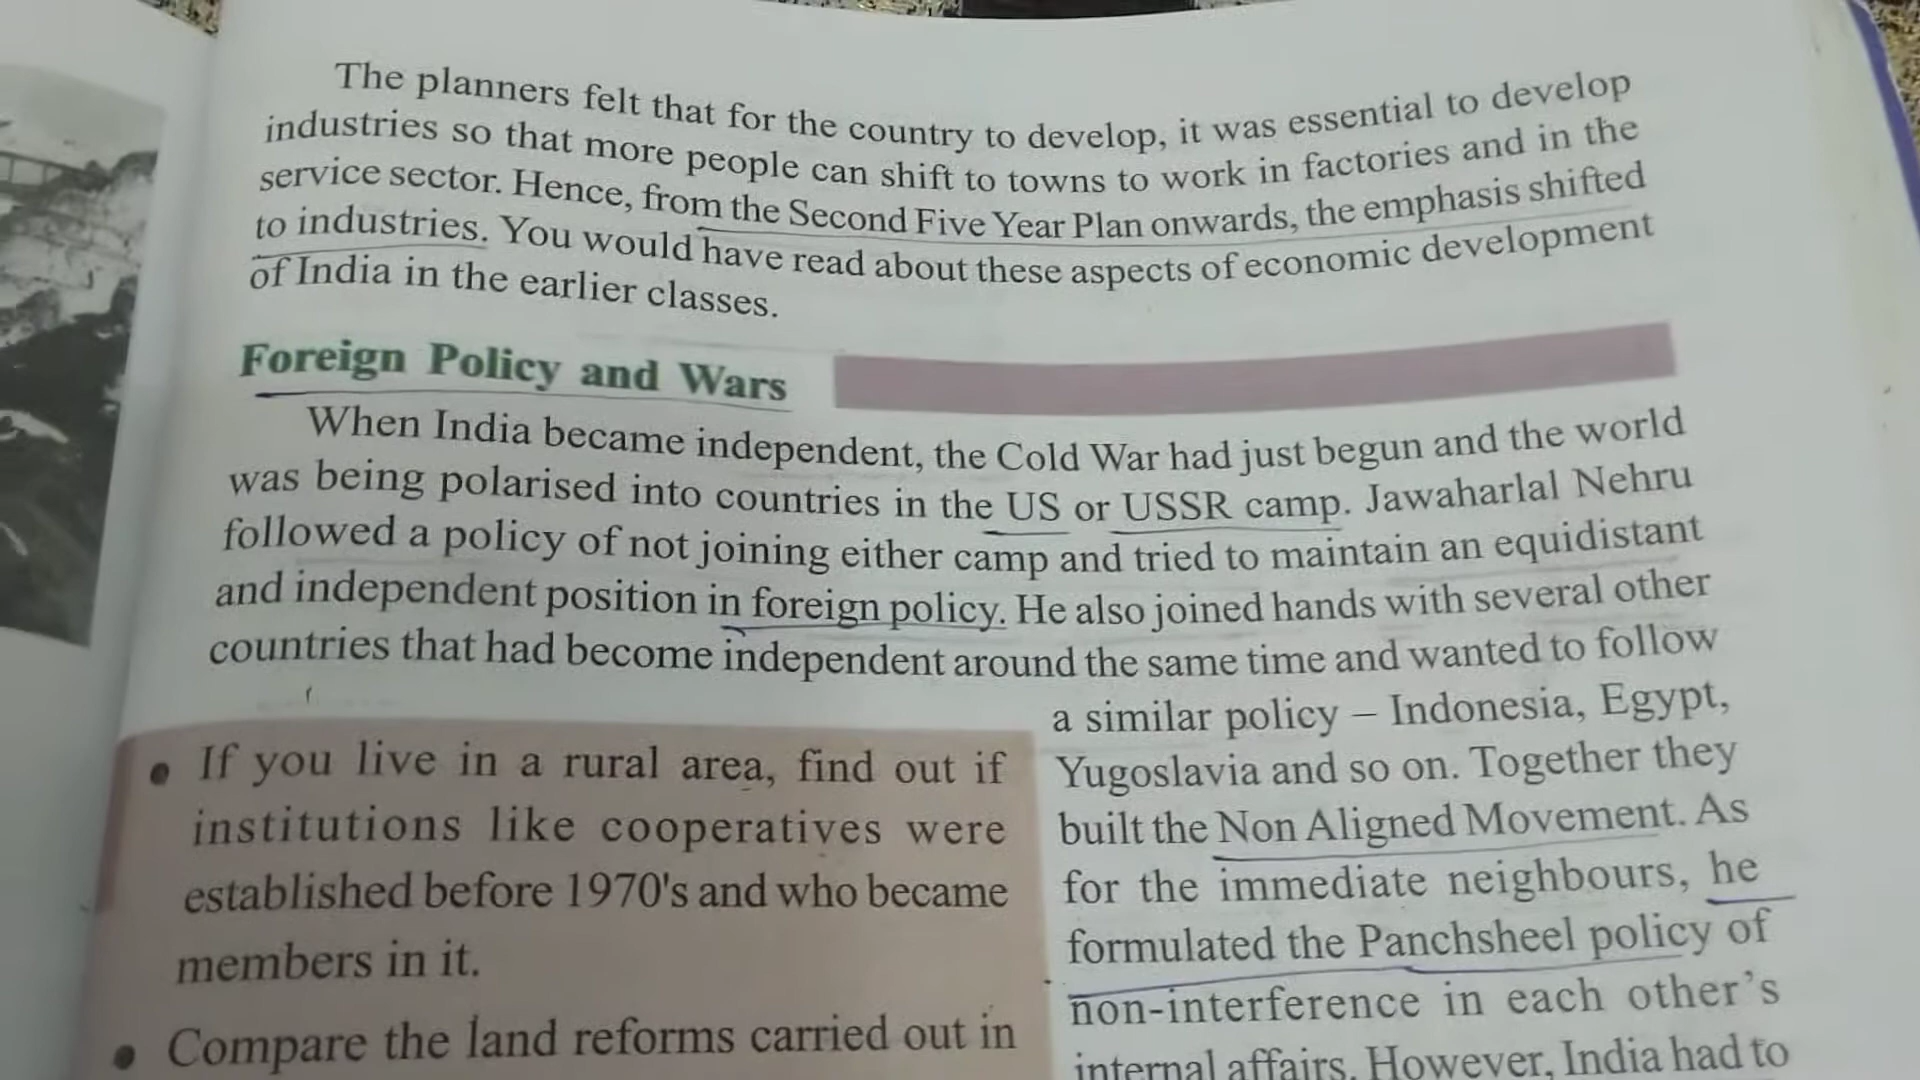 The planners felt that for the country to develop, it was essential to develop
industries so that more people can shift to towns to work in factories and in the
service sector. Hence, from the Second Five Year Plan onwards, the emphasis shifted
to industries. You would have read about these aspects of economic development
of India in the earlier classes.
Foreign Policy and Wars
When India became independent, the Cold War had just begun and the world
was being polarised into countries in the US or USSR camp. Jawaharlal Nehru
followed a policy of not joining either camp and tried to maintain an equidistant
and independent position in foreign policy. He also joined hands with several other
countries that had become independent around the same time and wanted to follow
a similar policy – Indonesia, Egypt,
Yugoslavia and so on. Together they
built the Non Aligned Movement. As
for the immediate neighbours, he
formulated the Panchsheel policy of
non-interference in each other's
internal affairs. However, India had to
• If you live in a rural area, find out if
institutions like cooperatives were
established before 1970's and who became
members in it.
• Compare the land reforms carried out in